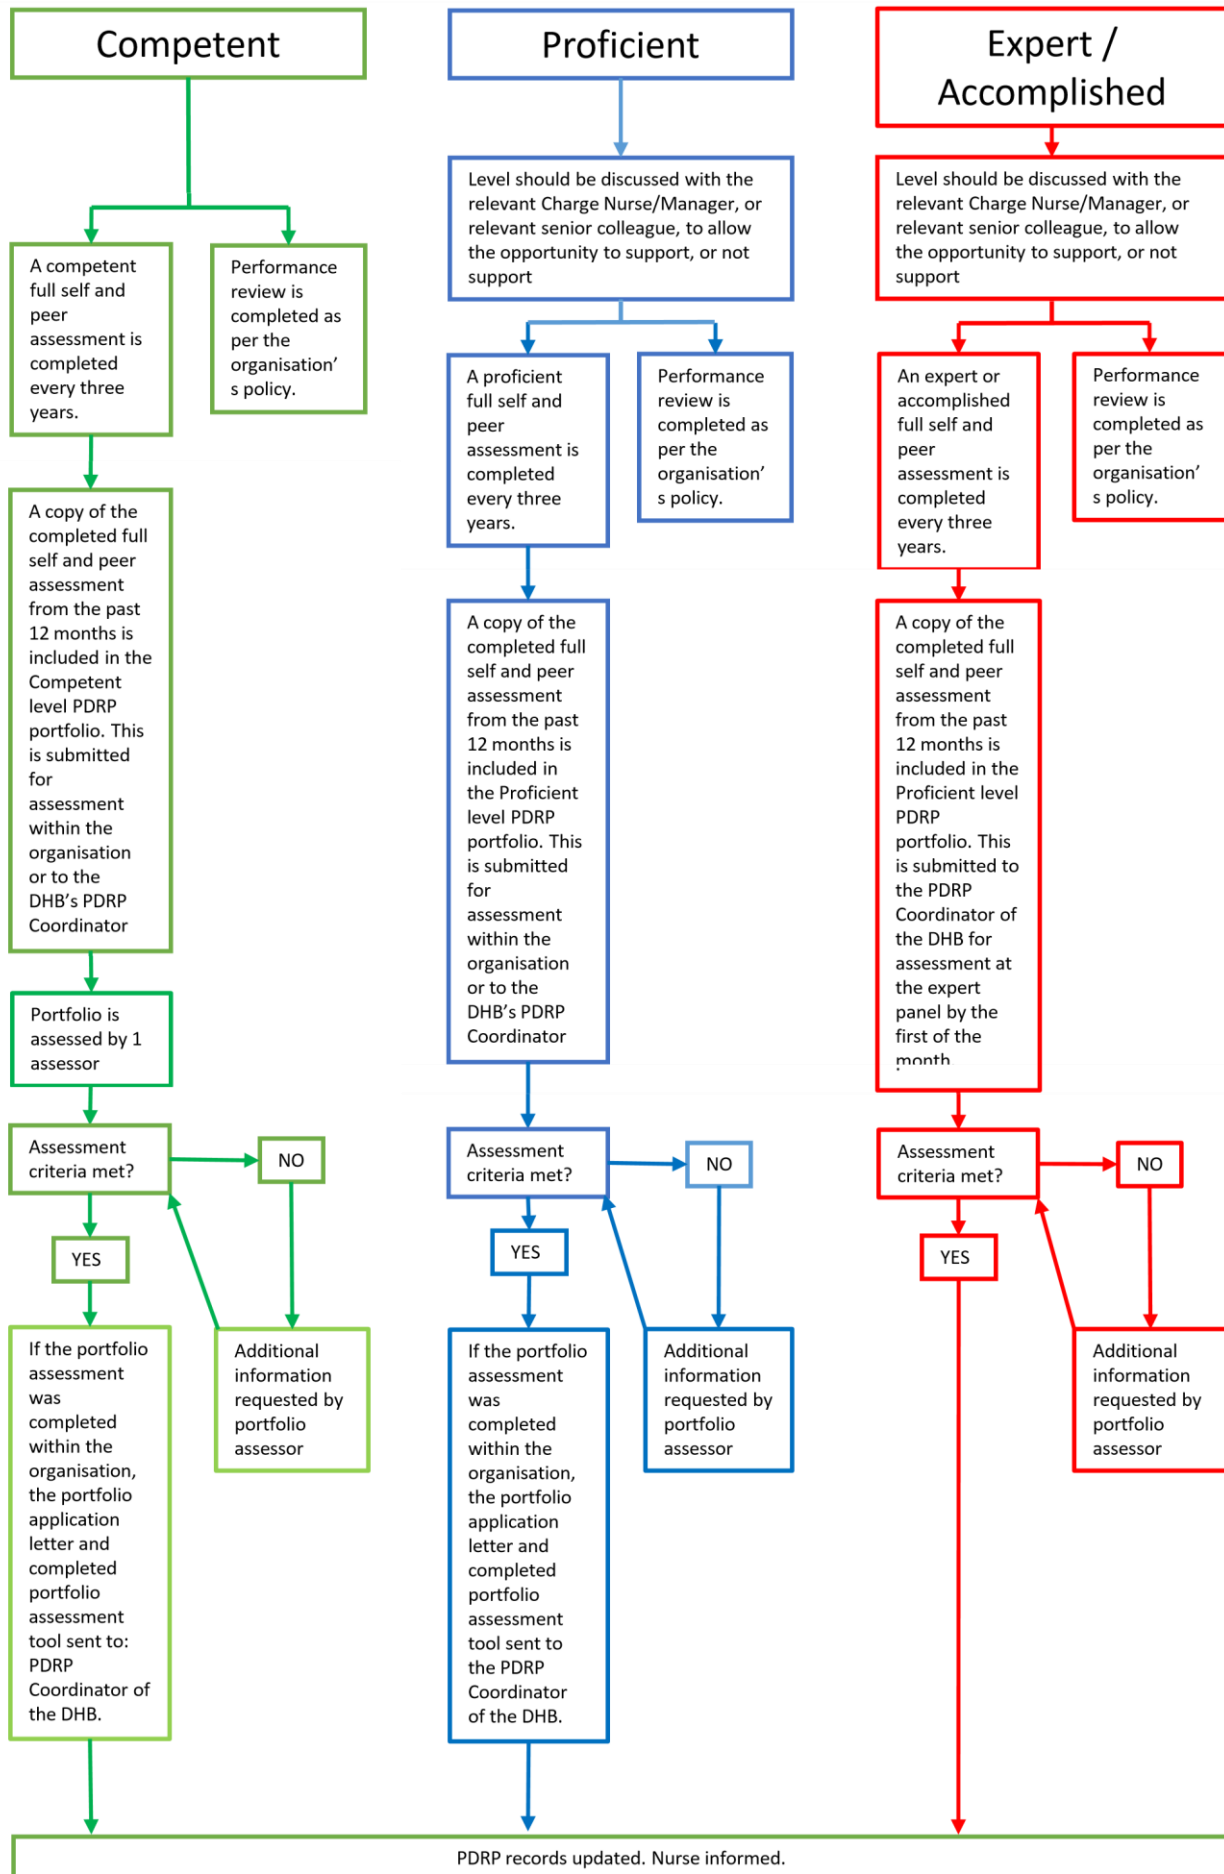 Competent
A competent
full self and
peer
assessment is
completed
every three
years.
Performance
review is
completed as
per the
organisation’
s policy.
A copy of the
completed full
self and peer
assessment
from the past
12 months is
included in the
Competent
level PDRP
portfolio. This
is submitted
for
assessment
within the
organisation
or to the
DHB’s PDRP
Coordinator
Portfolio is
assessed by 1
assessor
Assessment
criteria met?
NO
YES
If the portfolio
assessment
was
completed
within the
organisation,
the portfolio
application
letter and
completed
portfolio
assessment
tool sent to:
PDRP
Coordinator of
the DHB.
Additional
information
requested by
portfolio
assessor
Proficient
Level should be discussed with the
relevant Charge Nurse/Manager, or
relevant senior colleague, to allow
the opportunity to support, or not
support
A proficient
full self and
peer
assessment is
completed
every three
years.
Performance
review is
completed as
per the
organisation’
s policy.
A copy of the
completed full
self and peer
assessment
from the past
12 months is
included in
the Proficient
level PDRP
portfolio. This
is submitted
for
assessment
within the
organisation
or to the
DHB’s PDRP
Coordinator
Assessment
criteria met?
NO
YES
If the portfolio
assessment
was
completed
within the
organisation,
the portfolio
application
letter and
completed
portfolio
assessment
tool sent to
the PDRP
Coordinator
of the DHB.
Additional
information
requested by
portfolio
assessor
Expert /
Accomplished
Level should be discussed with the
relevant Charge Nurse/Manager, or
relevant senior colleague, to allow
the opportunity to support, or not
support
An expert or
accomplished
full self and
peer
assessment is
completed
every three
years.
Performance
review is
completed as
per the
organisation’
s policy.
A copy of the
completed full
self and peer
assessment
from the past
12 months is
included in the
Proficient level
PDRP
portfolio. This
is submitted to
the PDRP
Coordinator of
the DHB for
assessment at
the expert
panel by the
first of the
month.
Assessment
criteria met?
NO
YES
Additional
information
requested by
portfolio
assessor
PDRP records updated. Nurse informed.